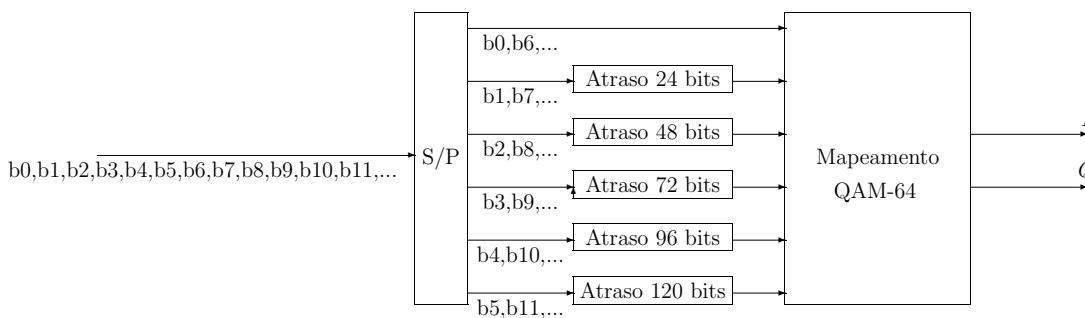 b0,b1,b2,b3,b4,b5,b6,b7,b8,b9,b10,b11,...
S/P
b0,b6,...
b1,b7,...
Atraso 24 bits
b2,b8,...
Atraso 48 bits
b3,b9,...
Atraso 72 bits
b4,b10,...
Atraso 96 bits
b5,b11,...
Atraso 120 bits
Mapeamento
QAM-64